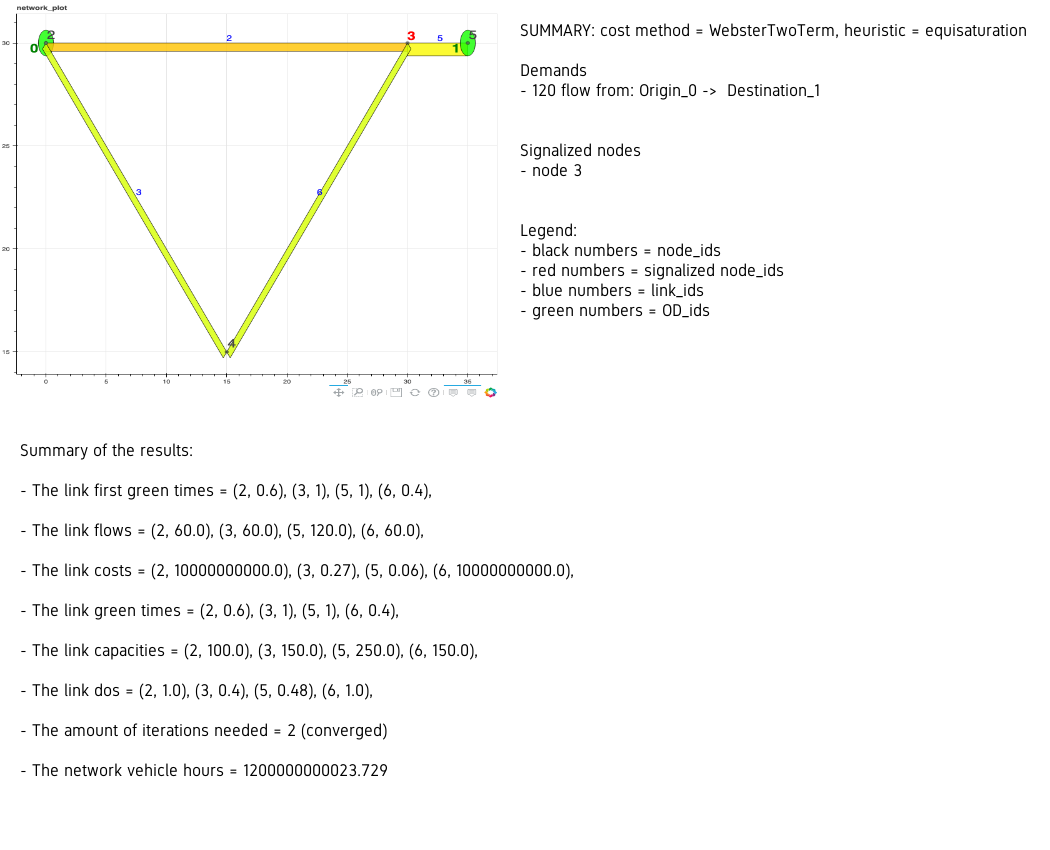 network_plot
30
25
20
15
0
5
10
15
20
25
30
35
0
2
2
3
5
1
5
3
6
4
SUMMARY: cost method = WebsterTwoTerm, heuristic = equisaturation
Demands
- 120 flow from: Origin_0 -> Destination_1
Signalized nodes
- node 3
Legend:
- black numbers = node_ids
- red numbers = signalized node_ids
- blue numbers = link_ids
- green numbers = OD_ids
Summary of the results:
- The link first green times = (2, 0.6), (3, 1), (5, 1), (6, 0.4),
- The link flows = (2, 60.0), (3, 60.0), (5, 120.0), (6, 60.0),
- The link costs = (2, 10000000000.0), (3, 0.27), (5, 0.06), (6, 10000000000.0),
- The link green times = (2, 0.6), (3, 1), (5, 1), (6, 0.4),
- The link capacities = (2, 100.0), (3, 150.0), (5, 250.0), (6, 150.0),
- The link dos = (2, 1.0), (3, 0.4), (5, 0.48), (6, 1.0),
- The amount of iterations needed = 2 (converged)
- The network vehicle hours = 1200000000023.729